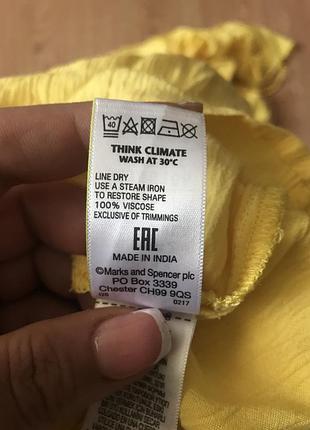 40
THINK CLIMATE
WASH AT 30°C
LINE DRY
USE A STEAM IRON
TO RESTORE SHAPE
100% VISCOSE
EXCLUSIVE OF TRIMMINGS
EAC
MADE IN INDIA
©Marks and Spencer plc
PO Box 3339
Chester CH99 9QS
0217